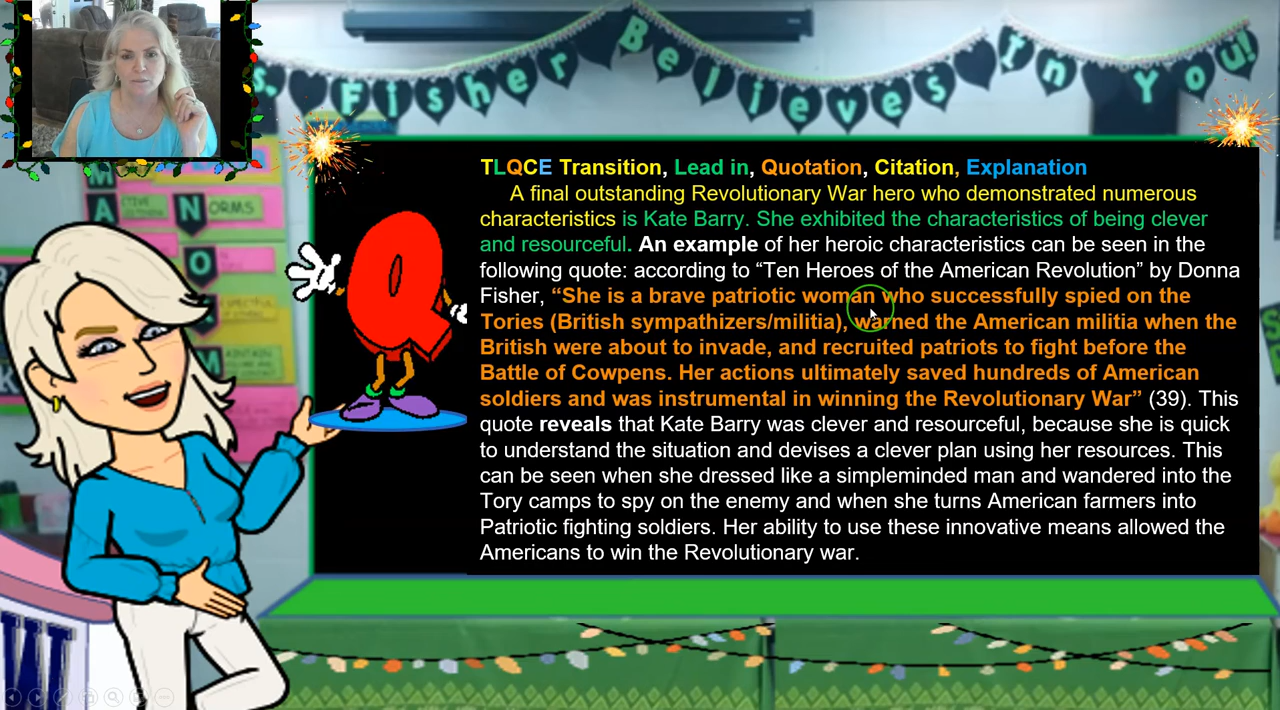 s. Fisher Believes In You!
TLQCE Transition, Lead in, Quotation, Citation, Explanation
A final outstanding Revolutionary War hero who demonstrated numerous
characteristics is Kate Barry. She exhibited the characteristics of being clever
and resourceful. An example of her heroic characteristics can be seen in the
following quote: according to “Ten Heroes of the American Revolution” by Donna
Fisher, “She is a brave patriotic woman who successfully spied on the
Tories (British sympathizers/militia), warned the American militia when the
British were about to invade, and recruited patriots to fight before the
Battle of Cowpens. Her actions ultimately saved hundreds of American
soldiers and was instrumental in winning the Revolutionary War” (39). This
quote reveals that Kate Barry was clever and resourceful, because she is quick
to understand the situation and devises a clever plan using her resources. This
can be seen when she dressed like a simpleminded man and wandered into the
Tory camps to spy on the enemy and when she turns American farmers into
Patriotic fighting soldiers. Her ability to use these innovative means allowed the
Americans to win the Revolutionary war.
Q
NORMS